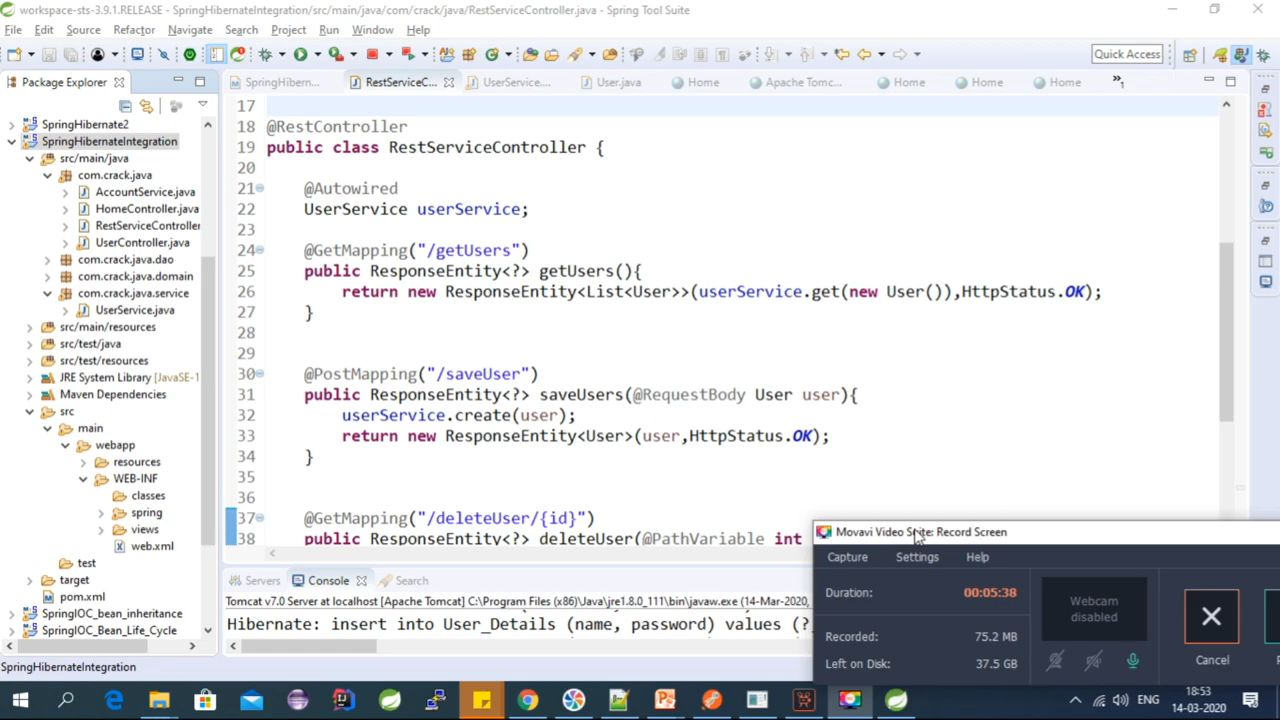 workspace-sts-3.9.1.RELEASE - SpringHibernateIntegration/src/main/java/com/crack/java/RestServiceController.java - Spring Tool Suite
File Edit Source Refactor Navigate Search Project Run Window Help
Quick Access
Package Explorer
SpringHibern...
RestServiceC...
UserService....
User.java
Home
Apache Tomc...
Home
Home
Home
»1
SpringHibernate2
SpringHibernateIntegration
src/main/java
com.crack.java
AccountService.java
HomeController.java
RestServiceController
UserController.java
com.crack.java.dao
com.crack.java.domain
com.crack.java.service
UserService.java
src/main/resources
src/test/java
src/test/resources
JRE System Library [JavaSE-1
Maven Dependencies
src
main
webapp
resources
WEB-INF
classes
spring
views
web.xml
test
target
pom.xml
SpringIOC_bean_inheritance
SpringIOC_Bean_Life_Cycle
17
18 @RestController
19 public class RestServiceController {
20
21 @Autowired
22 UserService userService;
23
24 @GetMapping("/getUsers")
25 public ResponseEntity<?> getUsers(){
26 return new ResponseEntity<List<User>>(userService.get(new User()),HttpStatus.OK);
27 }
28
29
30 @PostMapping("/saveUser")
31 public ResponseEntity<?> saveUsers(@RequestBody User user){
32 userService.create(user);
33 return new ResponseEntity<User>(user,HttpStatus.OK);
34 }
35
36
37 @GetMapping("/deleteUser/{id}")
38 public ResponseEntity<?> deleteUser(@PathVariable int
Servers Console Search
Tomcat v7.0 Server at localhost [Apache Tomcat] C:\Program Files (x86)\Java\jre1.8.0_111\bin\javaw.exe (14-Mar-2020,
Hibernate: insert into User_Details (name, password) values (?,
SpringHibernateIntegration
Movavi Video Suite: Record Screen
Capture Settings Help
Duration: 00:05:38
Recorded: 75.2 MB
Left on Disk: 37.5 GB
Webcam
disabled
Cancel
ENG
18:53
14-03-2020